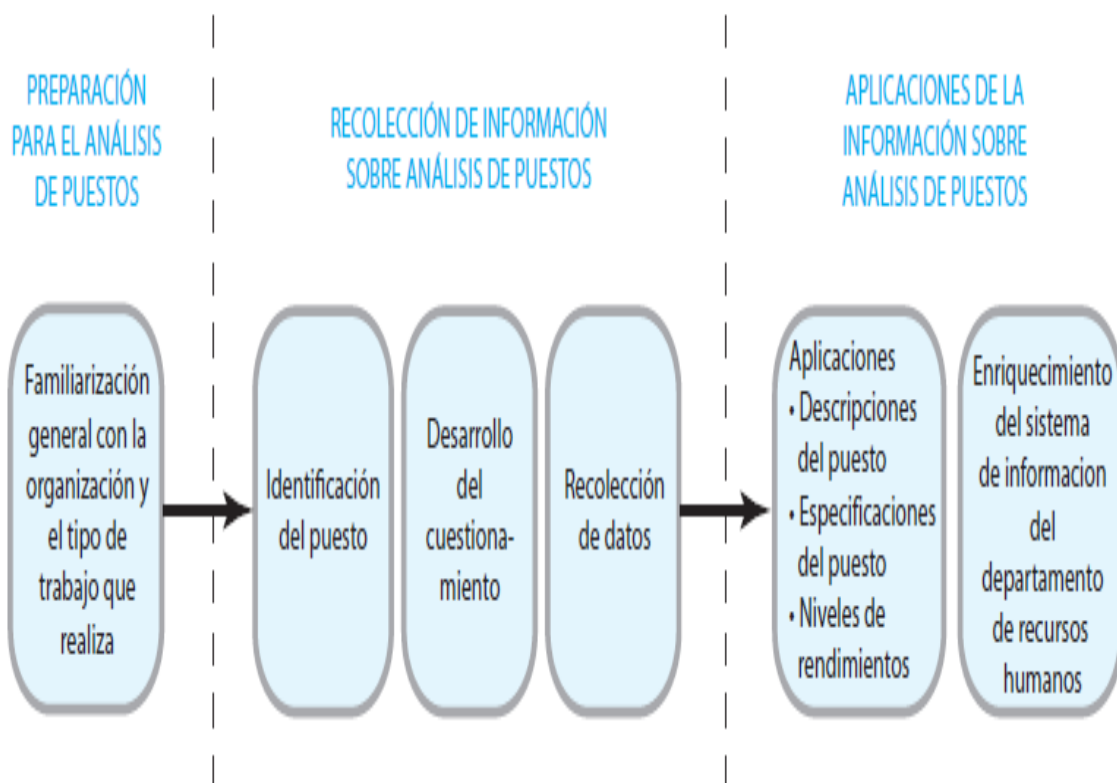 PREPARACIÓN
PARA EL ANÁLISIS
DE PUESTOS
RECOLECCIÓN DE INFORMACIÓN
SOBRE ANÁLISIS DE PUESTOS
APLICACIONES DE LA
INFORMACIÓN SOBRE
ANÁLISIS DE PUESTOS
Familiarización
general con la
organización y
el tipo de
trabajo que
realiza
Identificación
del puesto
Desarrollo
del
cuestiona-
miento
Recolección
de datos
Aplicaciones
• Descripciones
del puesto
• Especificaciones
del puesto
• Niveles de
rendimientos
Enriquecimiento
del sistema
de informacion
del
departamento
de recursos
humanos